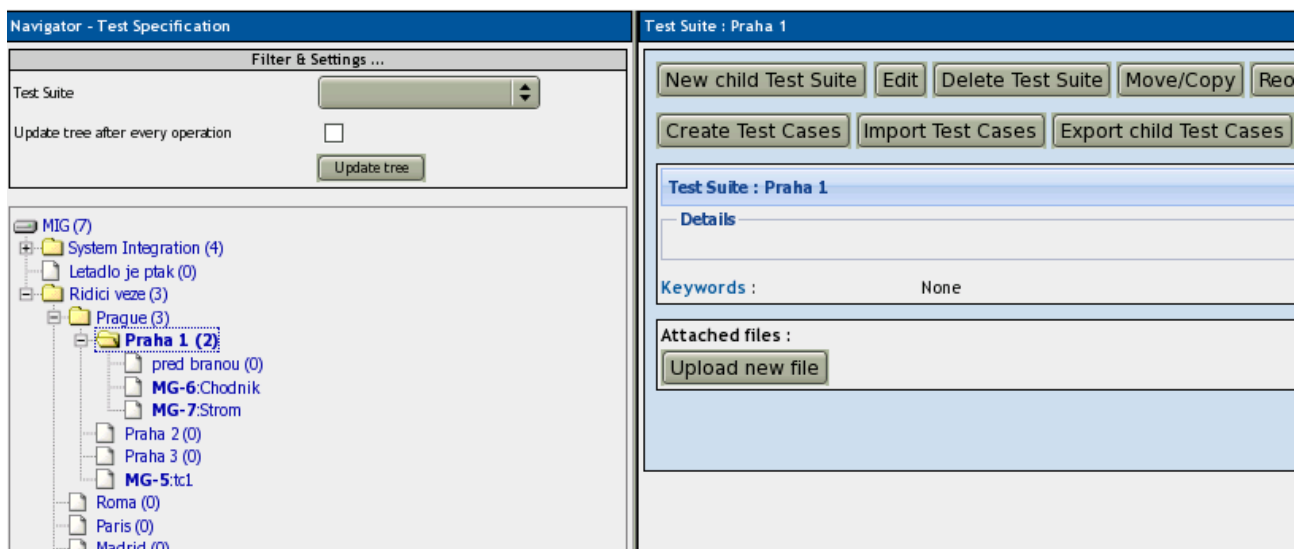 Navigator - Test Specification
Filter & Settings ...
Test Suite
Update tree after every operation
Update tree
MIG (7)
System Integration (4)
Letadlo je ptak (0)
Ridici veze (3)
Prague (3)
Praha 1 (2)
pred branou (0)
MG-6:Chodnik
MG-7:Strom
Praha 2 (0)
Praha 3 (0)
MG-5:tc1
Roma (0)
Paris (0)
Madrid (0)
Test Suite : Praha 1
New child Test Suite Edit Delete Test Suite Move/Copy Reo
Create Test Cases Import Test Cases Export child Test Cases
Test Suite : Praha 1
Details
Keywords : None
Attached files :
Upload new file